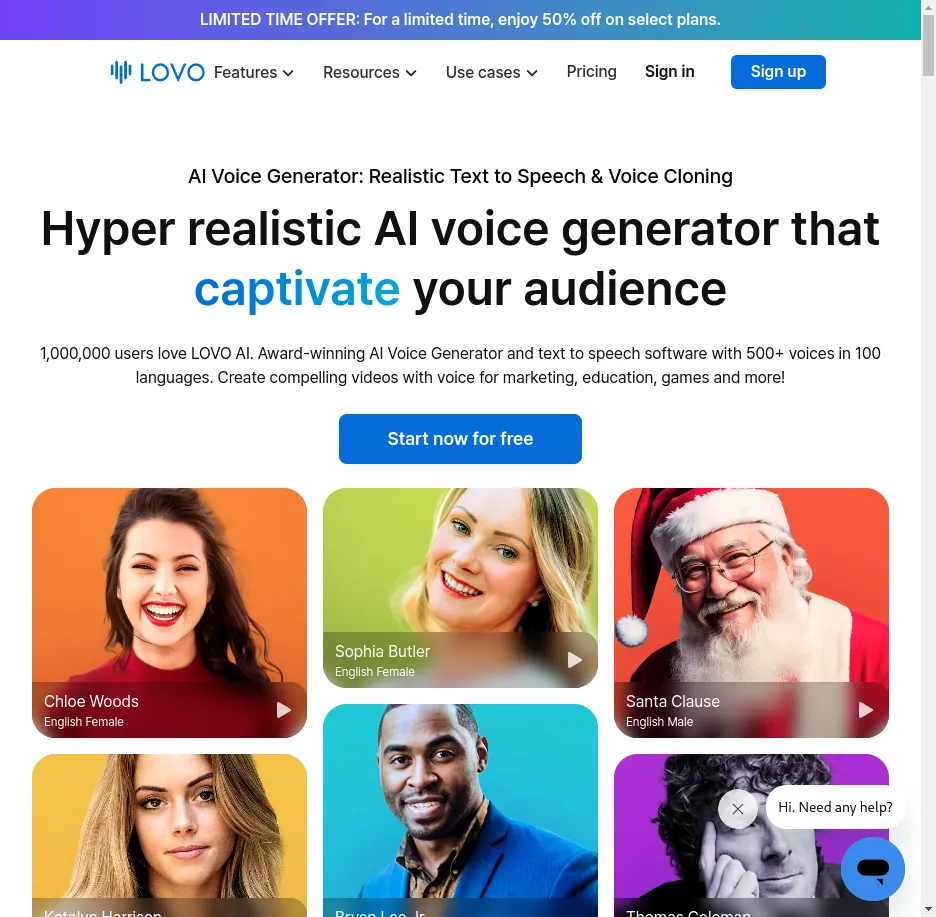 LIMITED TIME OFFER: For a limited time, enjoy 50% off on select plans.
LOVO Features Resources Use cases Pricing Sign in Sign up
AI Voice Generator: Realistic Text to Speech & Voice Cloning
Hyper realistic AI voice generator that
captivate your audience
1,000,000 users love LOVO AI. Award-winning AI Voice Generator and text to speech software with 500+ voices in 100
languages. Create compelling videos with voice for marketing, education, games and more!
Start now for free
Chloe Woods
English Female
Sophia Butler
English Female
Santa Clause
English Male
Katelyn Harrison
Bryan Lee Jr.
Thomas Coleman
Hi. Need any help?